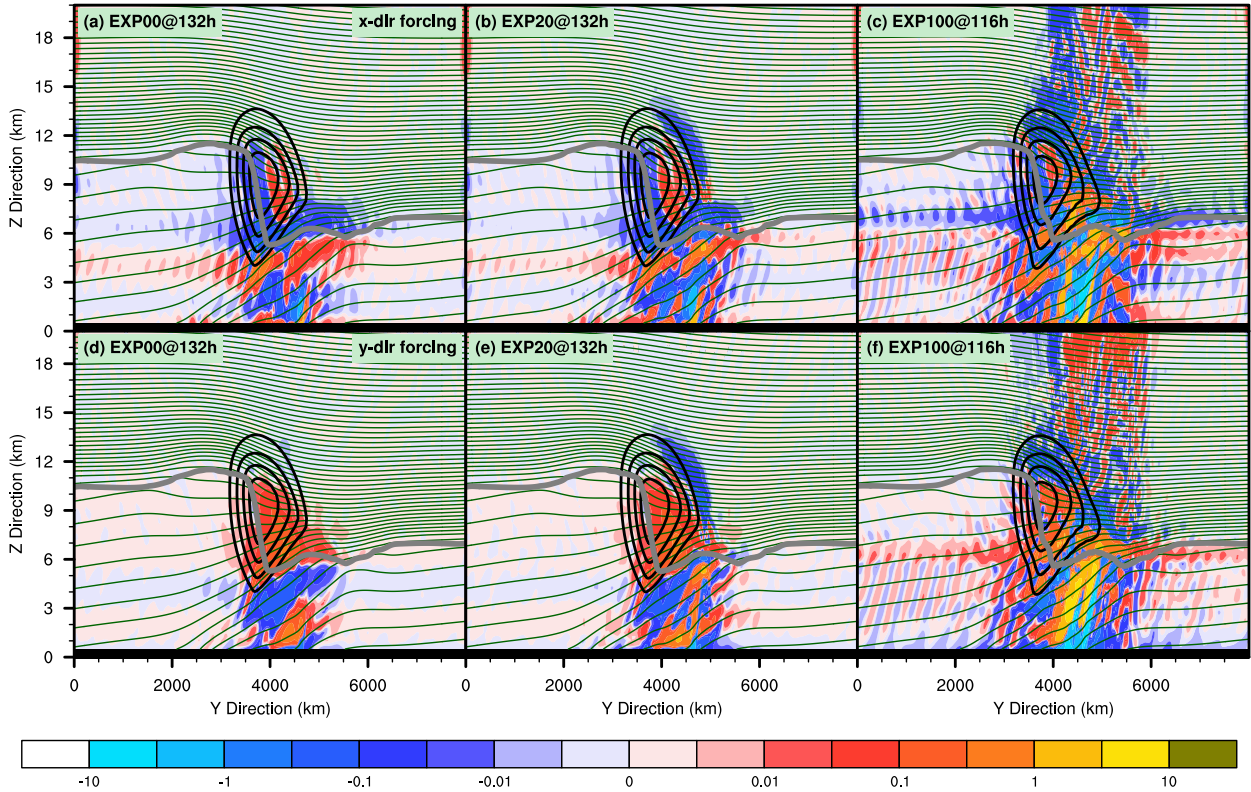 (a) EXP00@132h
x-dir forcing
(b) EXP20@132h
(c) EXP100@116h
Z Direction (km)
18
15
12
9
6
3
0
(d) EXP00@132h
y-dir forcing
(e) EXP20@132h
(f) EXP100@116h
Z Direction (km)
18
15
12
9
6
3
0
0 2000 4000 6000
0 2000 4000 6000
0 2000 4000 6000
Y Direction (km)
Y Direction (km)
Y Direction (km)
-10 -1 -0.1 -0.01 0 0.01 0.1 1 10